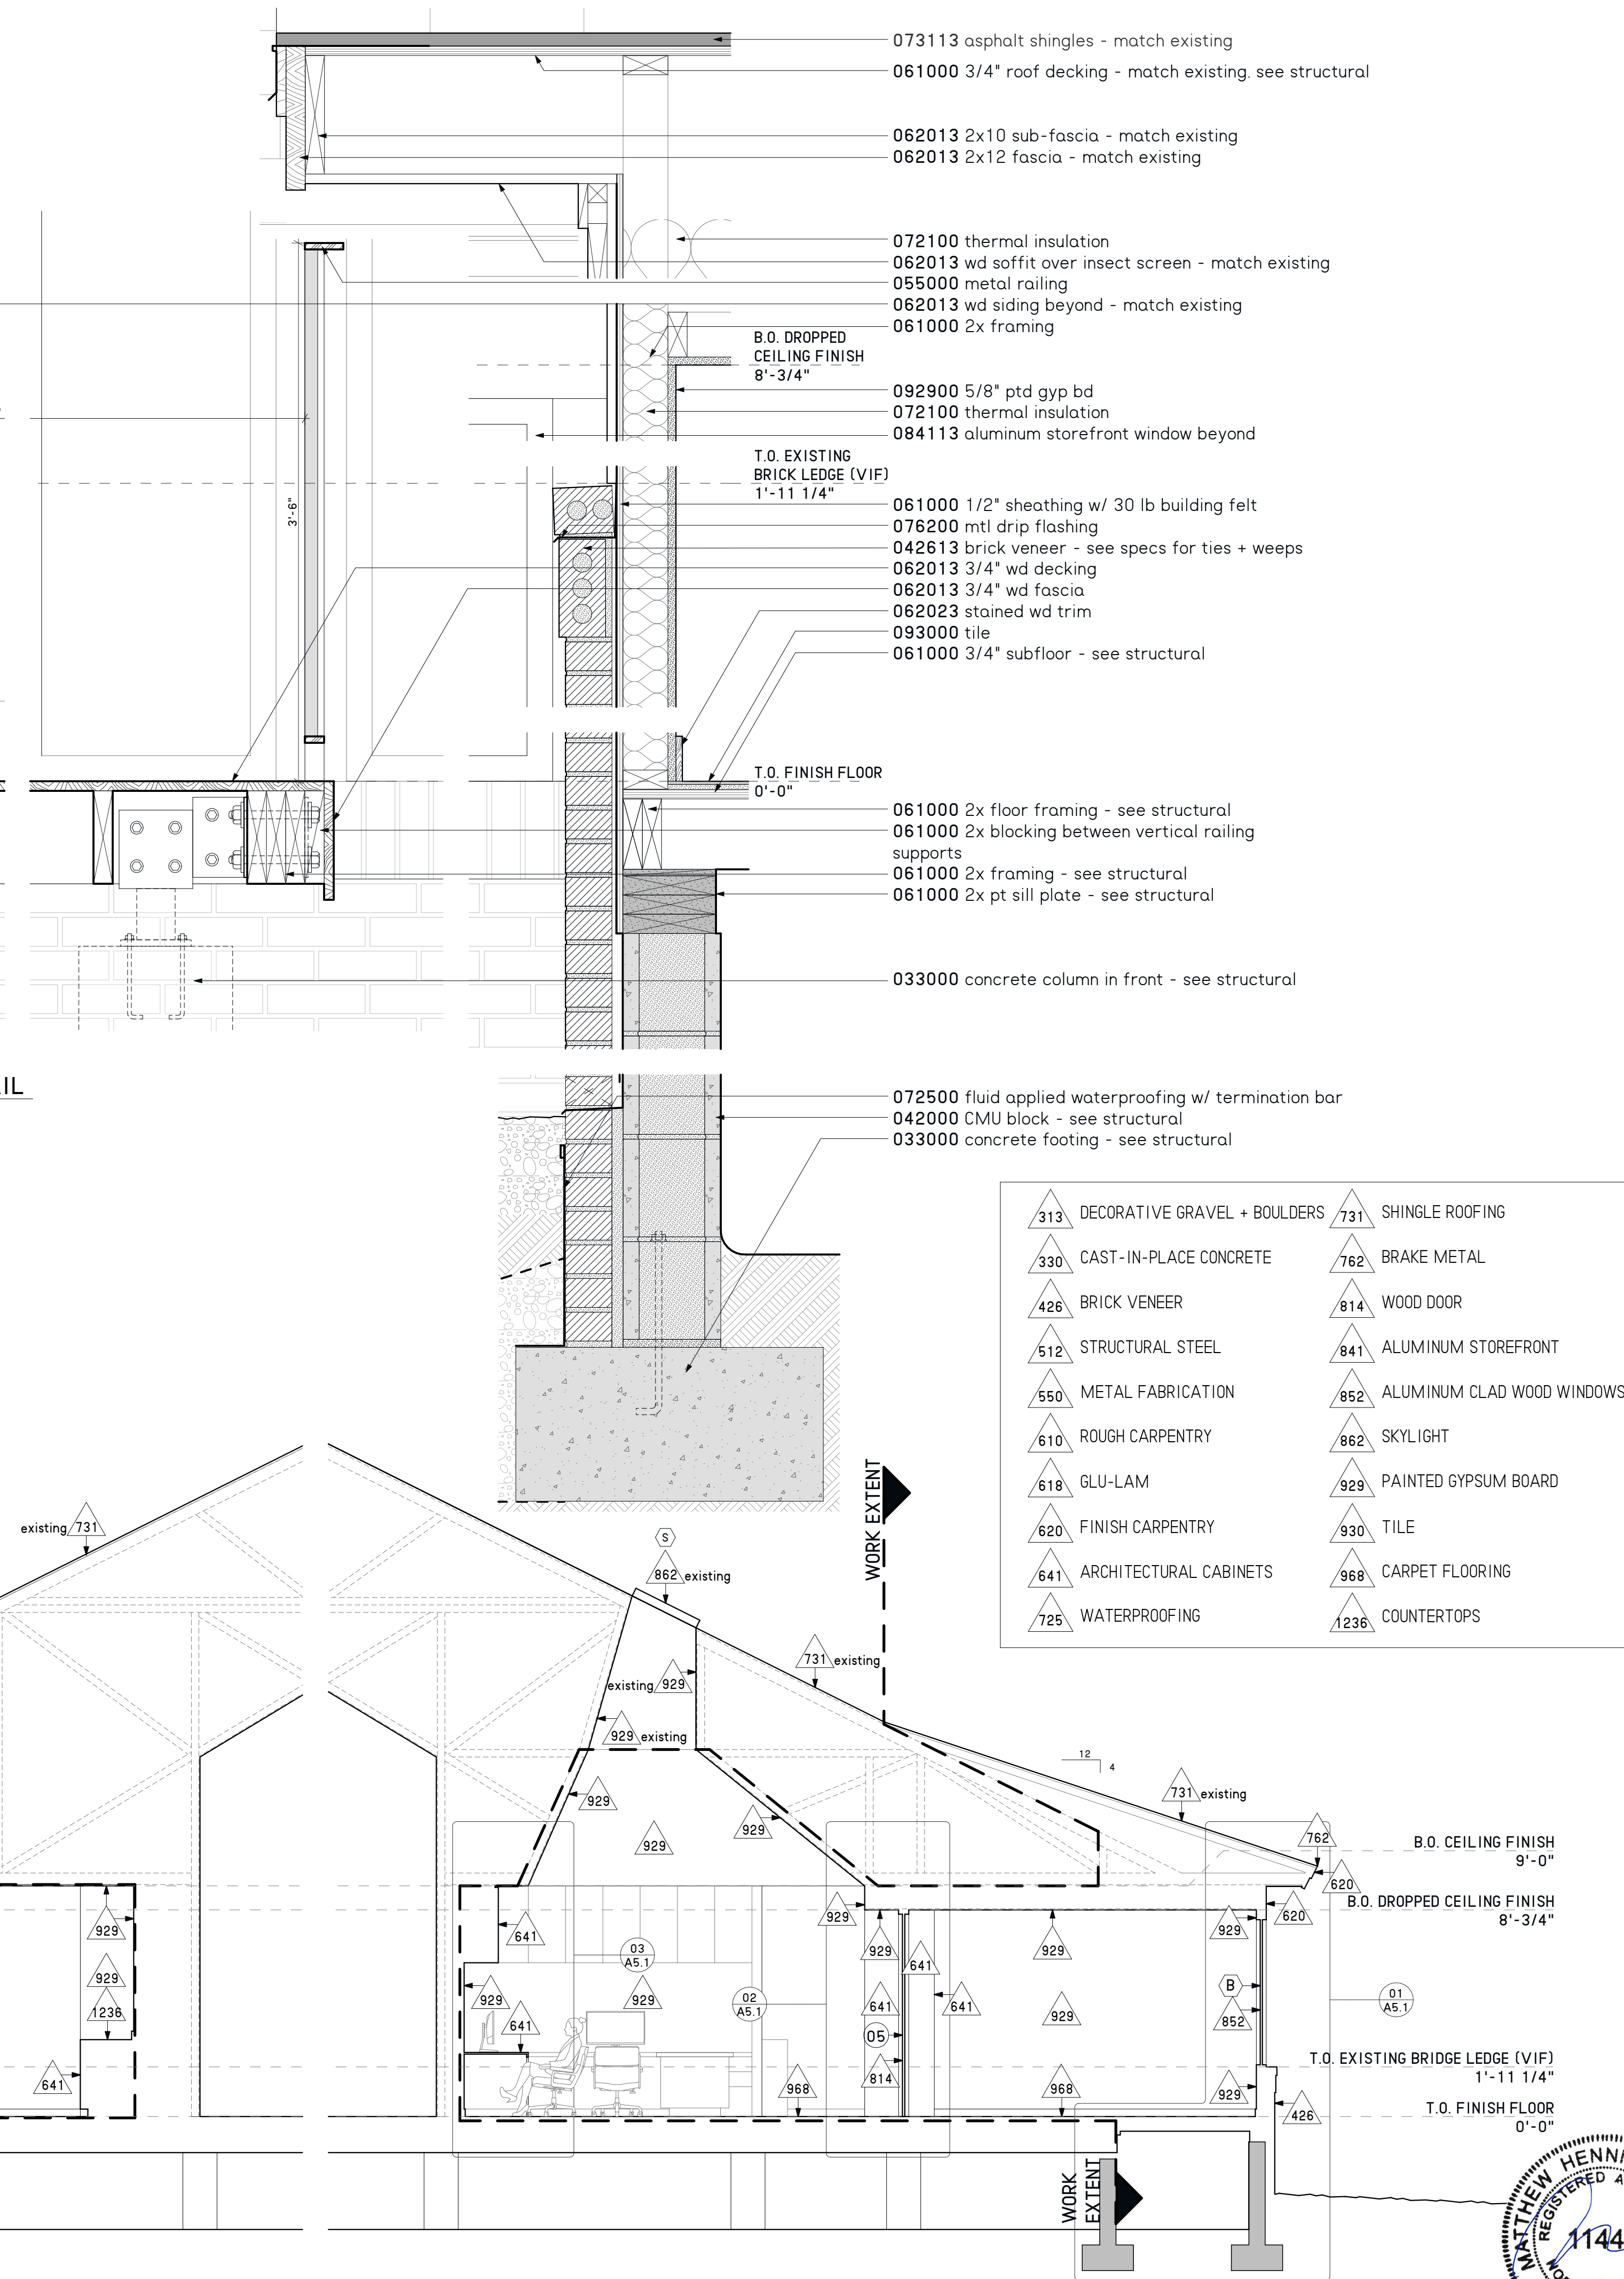 073113 asphalt shingles - match existing
061000 3/4" roof decking - match existing. see structural
062013 2x10 sub-fascia - match existing
062013 2x12 fascia - match existing
072100 thermal insulation
062013 wd soffit over insect screen - match existing
055000 metal railing
062013 wd siding beyond - match existing
061000 2x framing
B.O. DROPPED
CEILING FINISH
8'-3/4"
092900 5/8" ptd gyp bd
072100 thermal insulation
084113 aluminum storefront window beyond
T.O. EXISTING
BRICK LEDGE (VIF)
1'-11 1/4"
3'-6"
061000 1/2" sheathing w/ 30 lb building felt
076200 mtl drip flashing
042613 brick veneer - see specs for ties + weeps
062013 3/4" wd decking
062013 3/4" wd fascia
062023 stained wd trim
093000 tile
061000 3/4" subfloor - see structural
T.O. FINISH FLOOR
0'-0"
061000 2x floor framing - see structural
061000 2x blocking between vertical railing
supports
061000 2x framing - see structural
061000 2x pt sill plate - see structural
033000 concrete column in front - see structural
IL
072500 fluid applied waterproofing w/ termination bar
042000 CMU block - see structural
033000 concrete footing - see structural
313 DECORATIVE GRAVEL + BOULDERS
330 CAST-IN-PLACE CONCRETE
426 BRICK VENEER
512 STRUCTURAL STEEL
550 METAL FABRICATION
610 ROUGH CARPENTRY
618 GLU-LAM
620 FINISH CARPENTRY
641 ARCHITECTURAL CABINETS
725 WATERPROOFING
731 SHINGLE ROOFING
762 BRAKE METAL
814 WOOD DOOR
841 ALUMINUM STOREFRONT
852 ALUMINUM CLAD WOOD WINDOWS
862 SKYLIGHT
929 PAINTED GYPSUM BOARD
930 TILE
968 CARPET FLOORING
1236 COUNTERTOPS
WORK EXTENT
existing 731
S
862 existing
731 existing
existing 929
929 existing
12
4
731 existing
929
929
929
762
B.O. CEILING FINISH
9'-0"
620
B.O. DROPPED CEILING FINISH
8'-3/4"
620
929
929
641
929
929
641
929
929
03
A5.1
929
1236
929
641
929
02
A5.1
641
641
929
B
852
01
A5.1
05
814
641
968
968
929
T.O. EXISTING BRIDGE LEDGE (VIF)
1'-11 1/4"
426
T.O. FINISH FLOOR
0'-0"
WORK
EXTENT
MATTHEW HENNI
REGISTERED A
1144